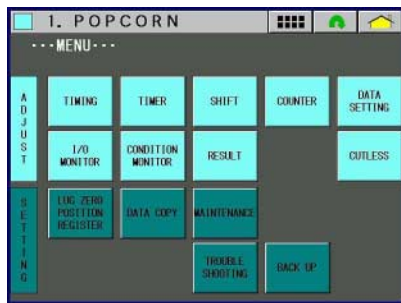 1. POPCORN
···MENU···
ADJUST
TIMING
TIMER
SHIFT
COUNTER
DATA
SETTING
I/O
MONITOR
CONDITION
MONITOR
RESULT
CUTLESS
SETTING
LUG ZERO
POSITION
REGISTER
DATA COPY
MAINTENANCE
TROUBLE
SHOOTING
BACK UP